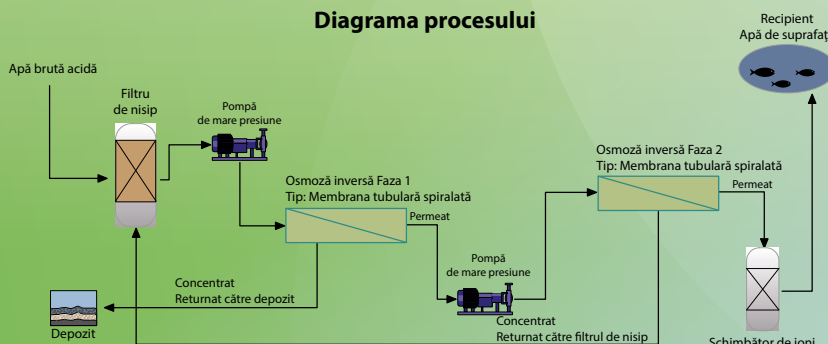 Diagrama procesului
Recipient
Apă de suprafaț
Apă brută acidă
Filtru
de nisip
Pompă
de mare presiune
Osmoză inversă Faza 1
Tip: Membrana tubulară spiralată
Permeat
Osmoză inversă Faza 2
Tip: Membrana tubulară spiralată
Permeat
Concentrat
Returnat către depozit
Depozit
Pompă
de mare presiune
Concentrat
Returnat către filtrul de nisip
Schimbător de ioni